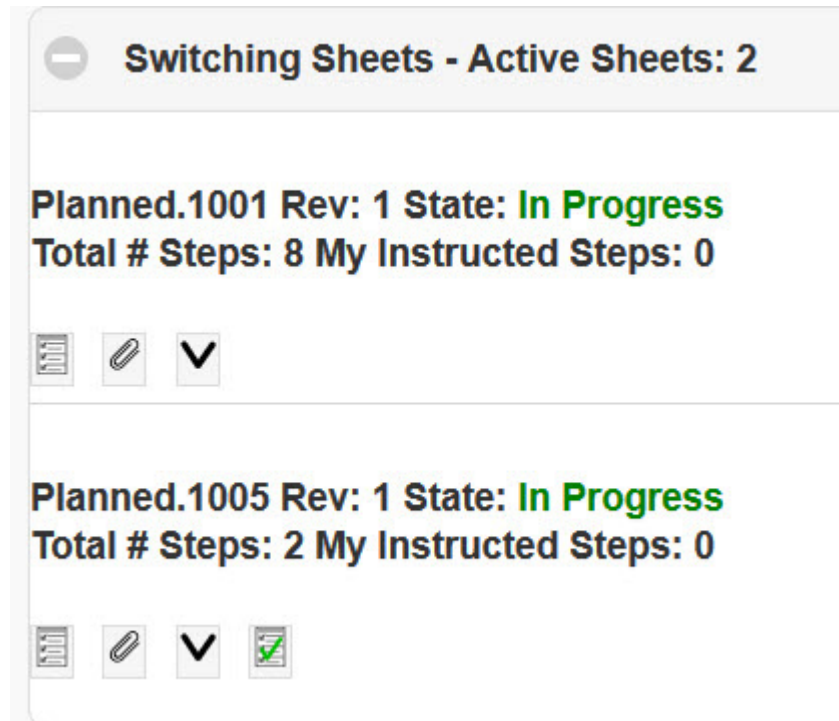 Switching Sheets - Active Sheets: 2
Planned.1001 Rev: 1 State: In Progress
Total # Steps: 8 My Instructed Steps: 0
Planned.1005 Rev: 1 State: In Progress
Total # Steps: 2 My Instructed Steps: 0